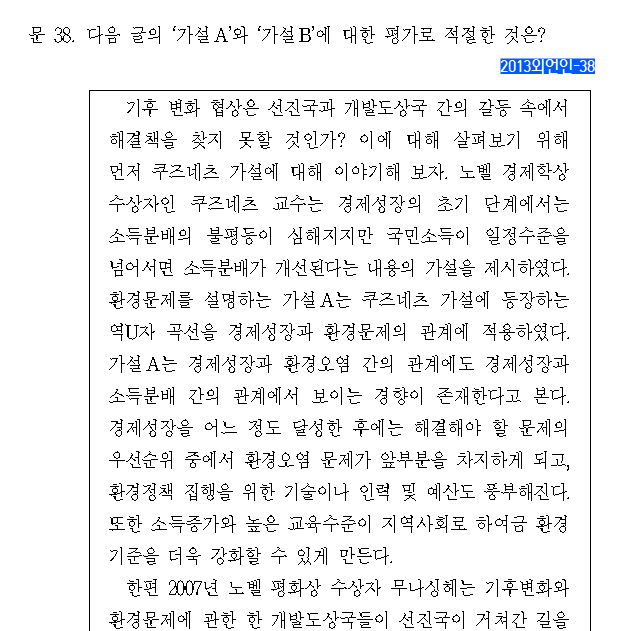 문 38. 다음 글의 ‘가설 A’와 ‘가설 B’에 대한 평가로 적절한 것은?
2013외언인-38
기후 변화 협상은 선진국과 개발도상국 간의 갈등 속에서
해결책을 찾지 못할 것인가? 이에 대해 살펴보기 위해
먼저 쿠즈네츠 가설에 대해 이야기해 보자. 노벨 경제학상
수상자인 쿠즈네츠 교수는 경제성장의 초기 단계에서는
소득분배의 불평등이 심해지지만 국민소득이 일정수준을
넘어서면 소득분배가 개선된다는 내용의 가설을 제시하였다.
환경문제를 설명하는 가설 A는 쿠즈네츠 가설에 등장하는
역U자 곡선을 경제성장과 환경문제의 관계에 적용하였다.
가설 A는 경제성장과 환경오염 간의 관계에도 경제성장과
소득분배 간의 관계에서 보이는 경향이 존재한다고 본다.
경제성장을 어느 정도 달성한 후에는 해결해야 할 문제의
우선순위 중에서 환경오염 문제가 앞부분을 차지하게 되고,
환경정책 집행을 위한 기술이나 인력 및 예산도 풍부해진다.
또한 소득증가와 높은 교육수준이 지역사회로 하여금 환경
기준을 더욱 강화할 수 있게 만든다.
한편 2007년 노벨 평화상 수상자 무나싱헤는 기후변화와
환경문제에 관한 한 개발도상국들이 선진국이 거쳐간 길을